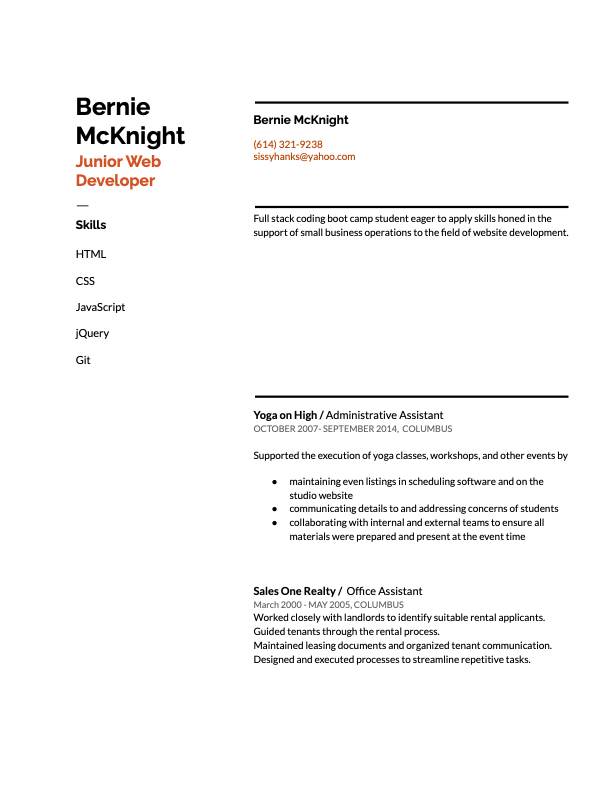 Bernie
McKnight
Junior Web
Developer
—
Skills
HTML
CSS
JavaScript
jQuery
Git
Bernie McKnight
(614) 321-9238
sissyhanks@yahoo.com
Full stack coding boot camp student eager to apply skills honed in the
support of small business operations to the field of website development.
Yoga on High / Administrative Assistant
OCTOBER 2007- SEPTEMBER 2014, COLUMBUS
Supported the execution of yoga classes, workshops, and other events by
● maintaining even listings in scheduling software and on the
studio website
● communicating details to and addressing concerns of students
● collaborating with internal and external teams to ensure all
materials were prepared and present at the event time
Sales One Realty / Office Assistant
March 2000 - MAY 2005, COLUMBUS
Worked closely with landlords to identify suitable rental applicants.
Guided tenants through the rental process.
Maintained leasing documents and organized tenant communication.
Designed and executed processes to streamline repetitive tasks.